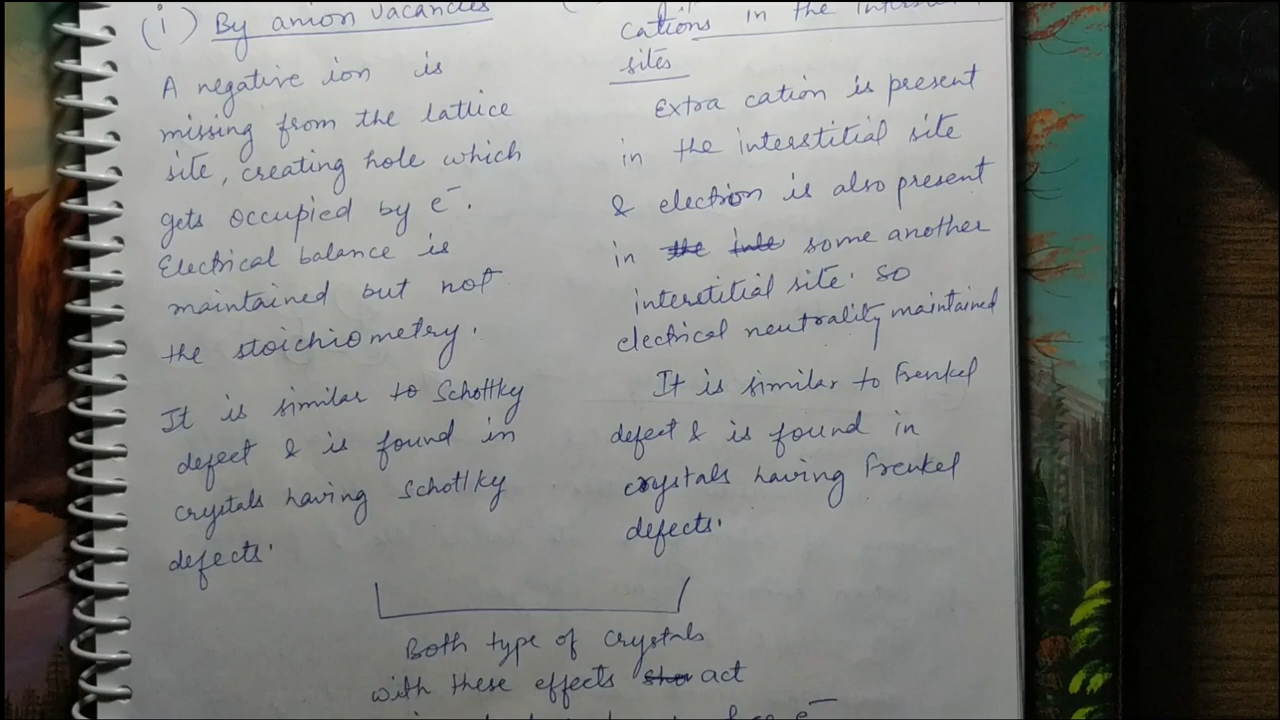 (i) By anion vacancies
A negative ion is
missing from the lattice
site, creating hole which
gets occupied by e⁻.
Electrical balance is
maintained but not
the stoichiometry.
It is similar to Schottky
defect & is found in
crystals having Schottky
defects.
cations in the
sites
Extra cation is present
in the interstitial site
& election is also present
in the inte some another
interstitial site. So
electrical neutrality maintained
It is similar to Frenkel
defect & is found in
crystals having Frenkel
defects.
Both type of crystals
with these effects act
e⁻